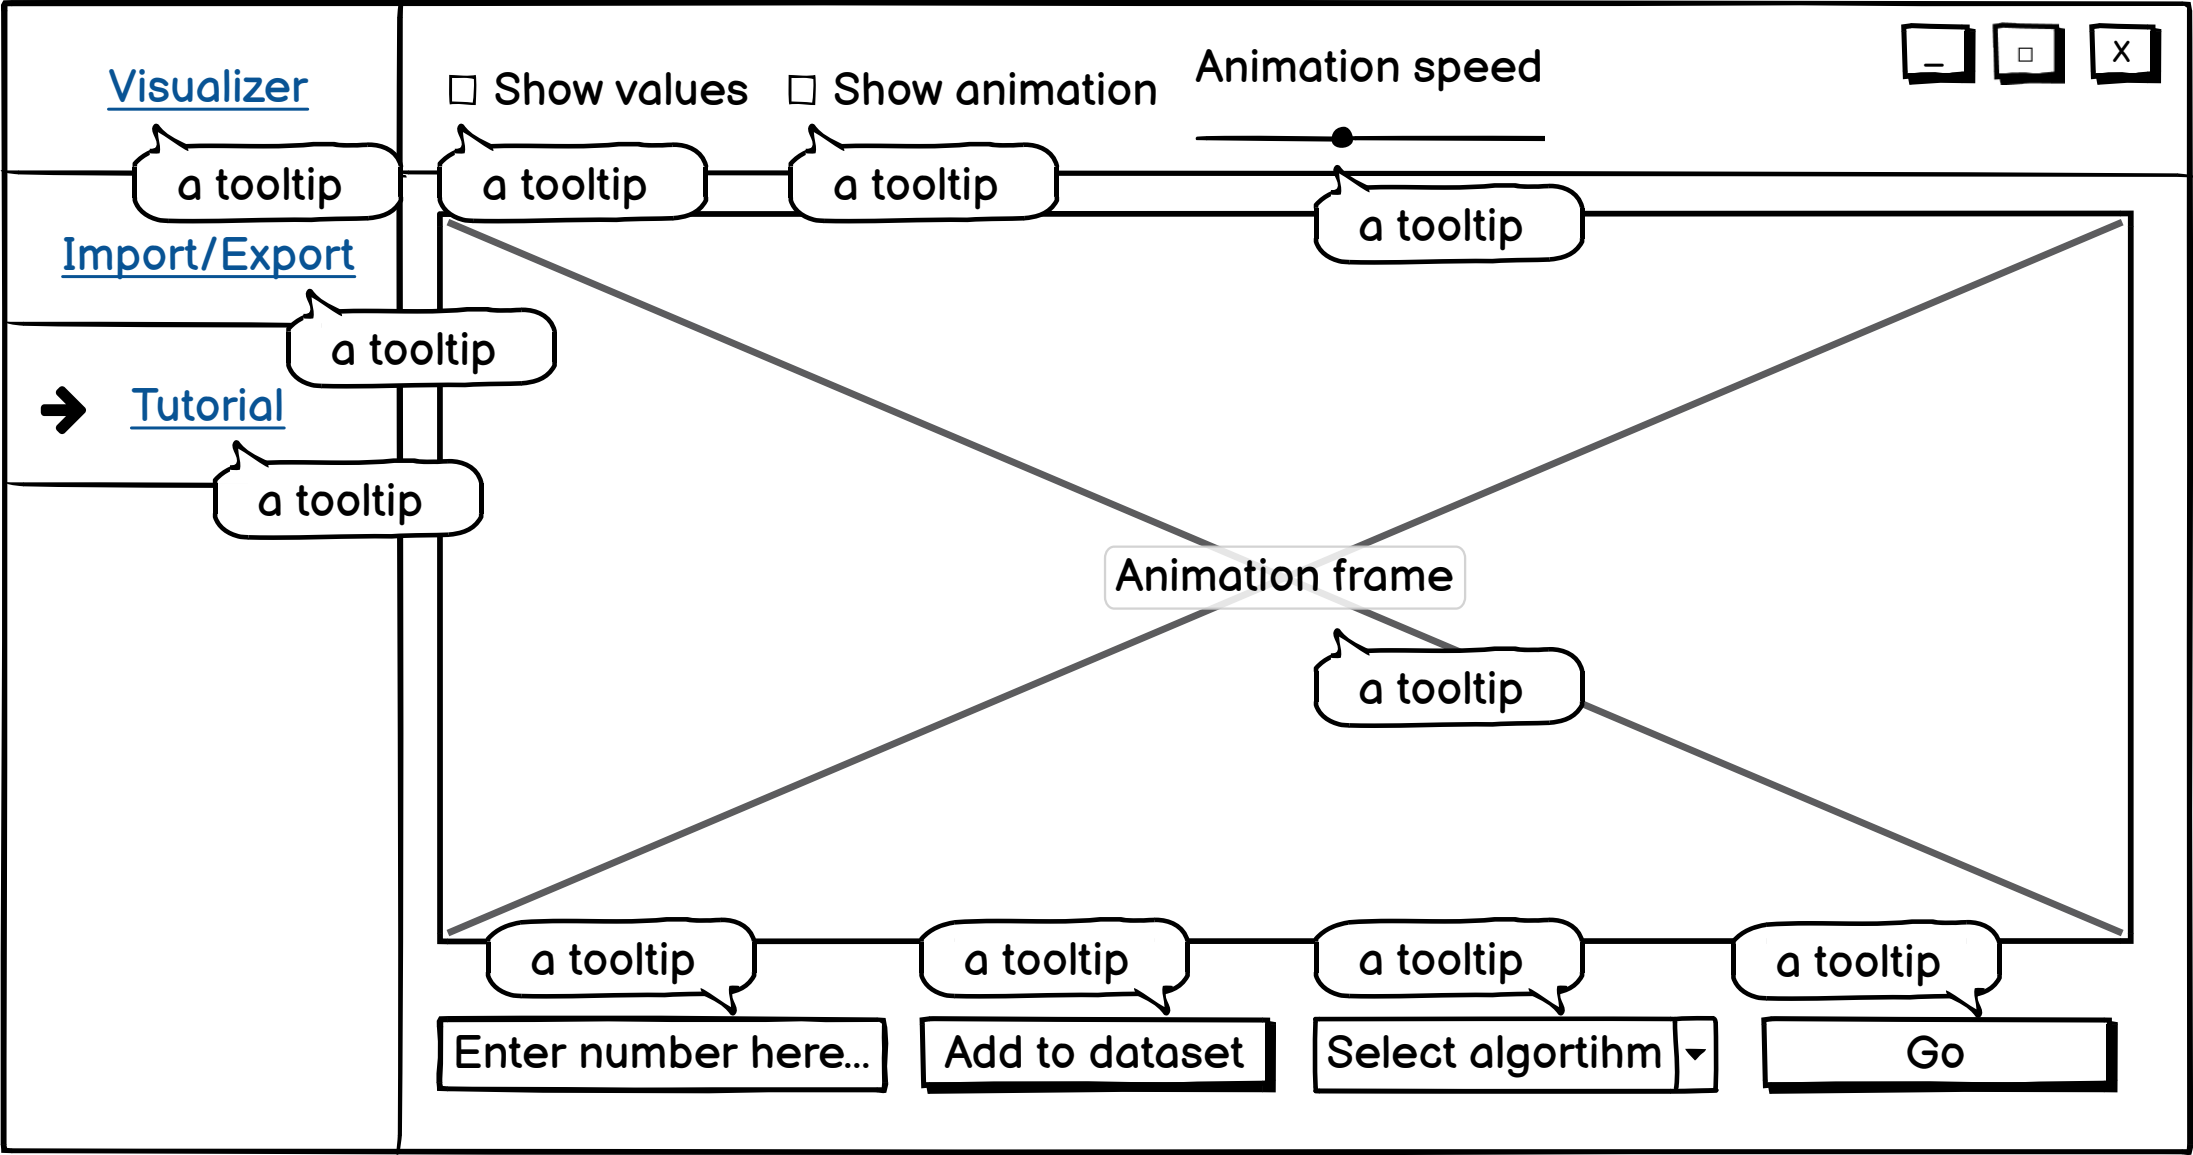 Visualizer
a tooltip
Import/Export
a tooltip
Tutorial
a tooltip
Show values
a tooltip
Show animation
a tooltip
Animation speed
a tooltip
_
□
X
Animation frame
a tooltip
a tooltip
a tooltip
a tooltip
a tooltip
Enter number here...
Add to dataset
Select algortihm
Go